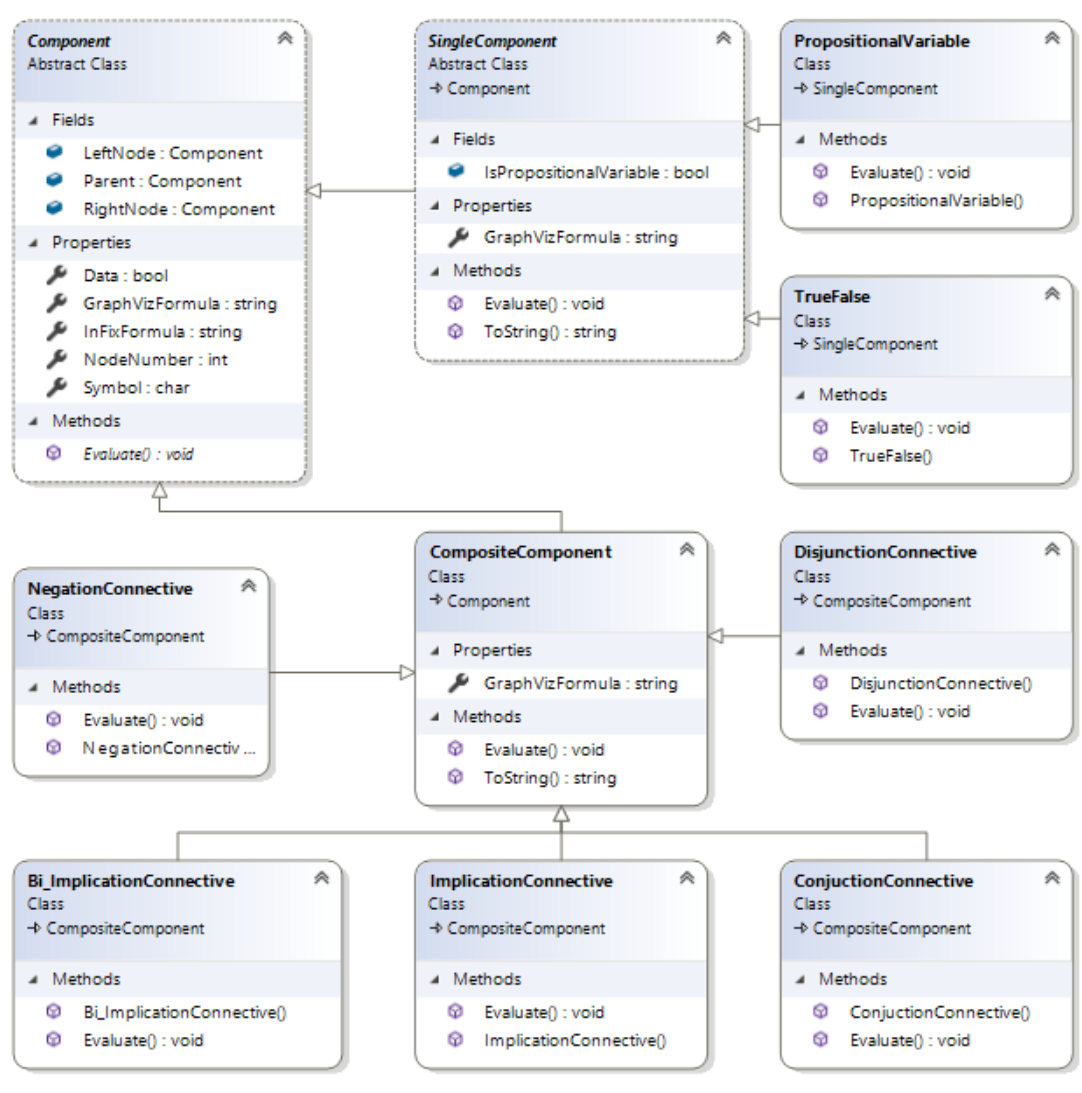 Component
Abstract Class
Fields
LeftNode : Component
Parent : Component
RightNode : Component
Properties
Data : bool
GraphVizFormula : string
InFixFormula : string
NodeNumber : int
Symbol : char
Methods
Evaluate() : void
SingleComponent
Abstract Class
Component
Fields
IsPropositionalVariable : bool
Properties
GraphVizFormula : string
Methods
Evaluate() : void
ToString() : string
PropositionalVariable
Class
SingleComponent
Methods
Evaluate() : void
PropositionalVariable()
TrueFalse
Class
SingleComponent
Methods
Evaluate() : void
TrueFalse()
NegationConnective
Class
CompositeComponent
Methods
Evaluate() : void
NegationConnectiv...
CompositeComponent
Class
Component
Properties
GraphVizFormula : string
Methods
Evaluate() : void
ToString() : string
DisjunctionConnective
Class
CompositeComponent
Methods
DisjunctionConnective()
Evaluate() : void
Bi_ImplicationConnective
Class
CompositeComponent
Methods
Bi_ImplicationConnective()
Evaluate() : void
ImplicationConnective
Class
CompositeComponent
Methods
Evaluate() : void
ImplicationConnective()
ConjuctionConnective
Class
CompositeComponent
Methods
ConjuctionConnective()
Evaluate() : void